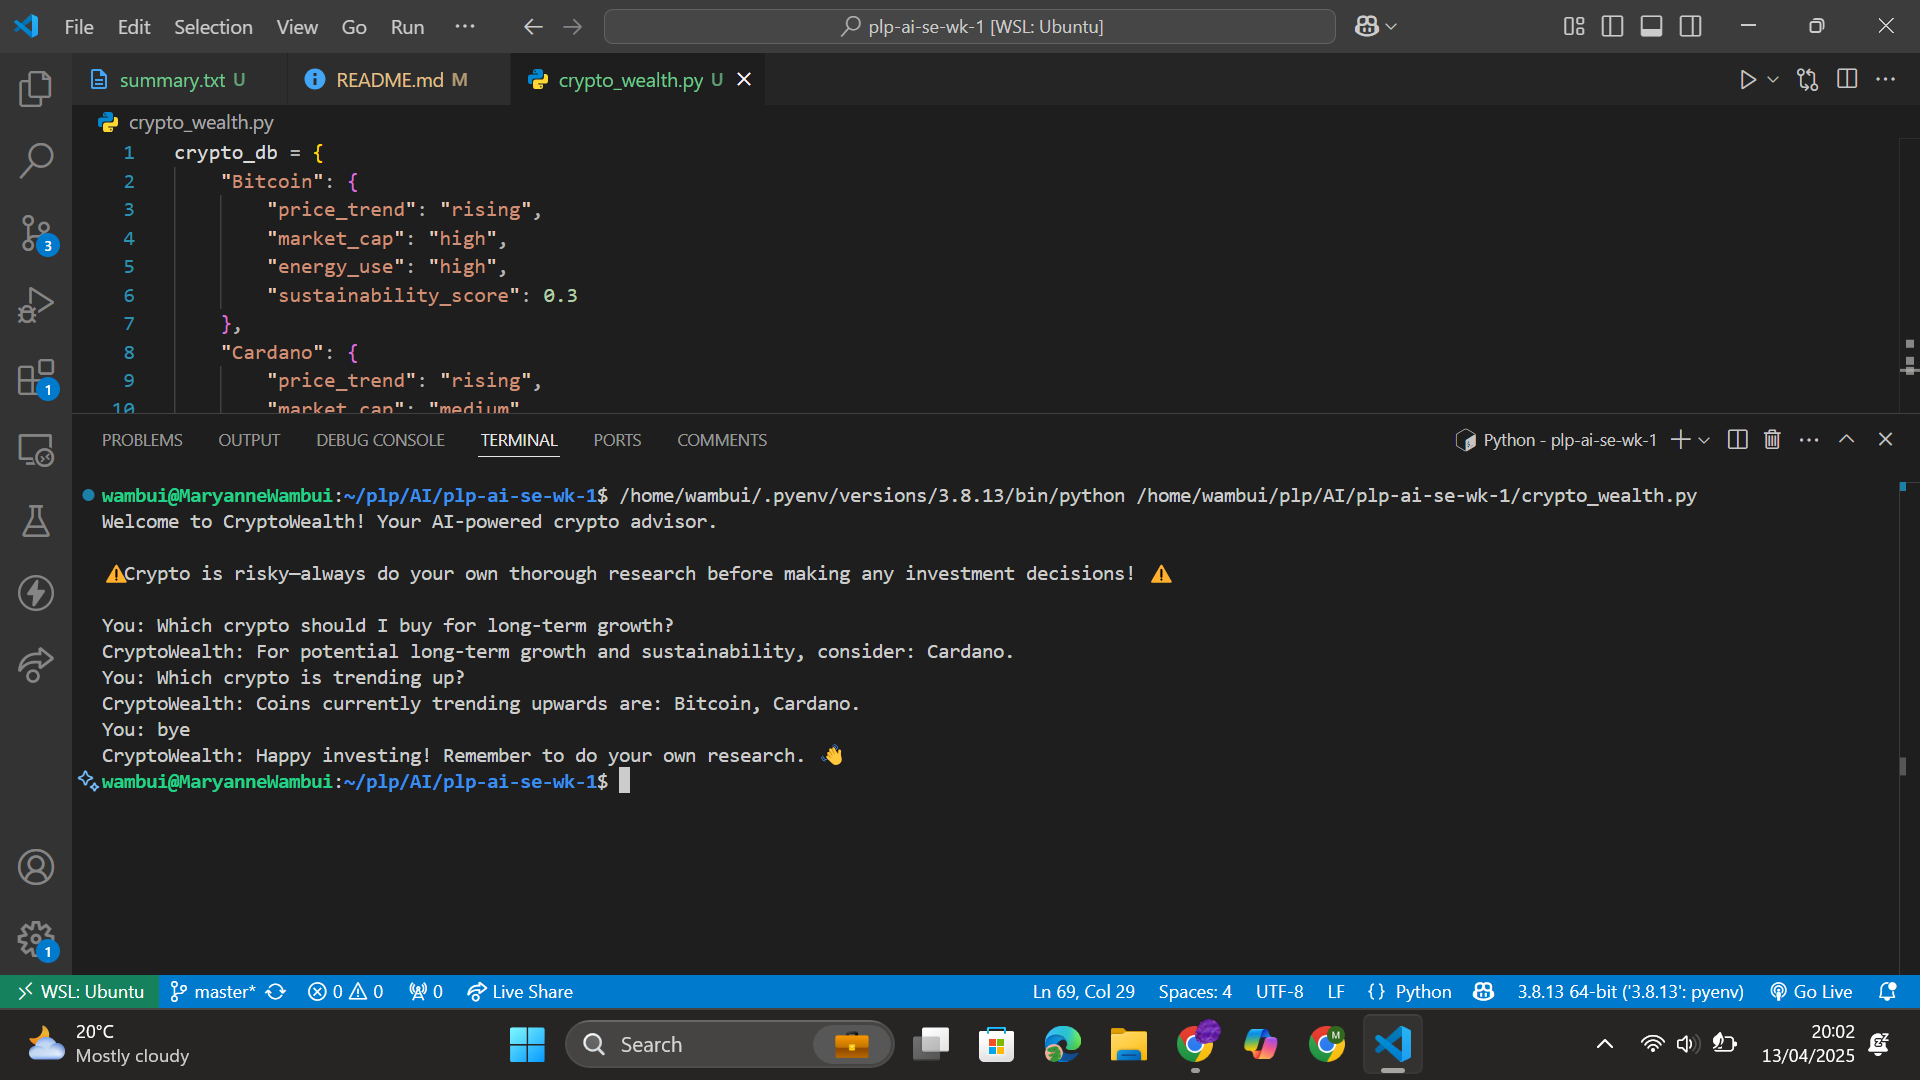 File Edit Selection View Go Run ···
plp-ai-se-wk-1 [WSL: Ubuntu]
summary.txt U
README.md M
crypto_wealth.py U
crypto_wealth.py
1 crypto_db = {
2 "Bitcoin": {
3 "price_trend": "rising",
4 "market_cap": "high",
5 "energy_use": "high",
6 "sustainability_score": 0.3
7 },
8 "Cardano": {
9 "price_trend": "rising",
10 "market_cap": "medium"
3
1
PROBLEMS OUTPUT DEBUG CONSOLE TERMINAL PORTS COMMENTS
Python - plp-ai-se-wk-1
wambui@MaryanneWambui:~/plp/AI/plp-ai-se-wk-1$ /home/wambui/.pyenv/versions/3.8.13/bin/python /home/wambui/plp/AI/plp-ai-se-wk-1/crypto_wealth.py
Welcome to CryptoWealth! Your AI-powered crypto advisor.
⚠️Crypto is risky—always do your own thorough research before making any investment decisions! ⚠️
You: Which crypto should I buy for long-term growth?
CryptoWealth: For potential long-term growth and sustainability, consider: Cardano.
You: Which crypto is trending up?
CryptoWealth: Coins currently trending upwards are: Bitcoin, Cardano.
You: bye
CryptoWealth: Happy investing! Remember to do your own research. 👋
wambui@MaryanneWambui:~/plp/AI/plp-ai-se-wk-1$
1
WSL: Ubuntu master* 0 0 0 Live Share
Ln 69, Col 29 Spaces: 4 UTF-8 LF {} Python 3.8.13 64-bit ('3.8.13': pyenv) Go Live
20°C
Mostly cloudy
Search
M
20:02
13/04/2025